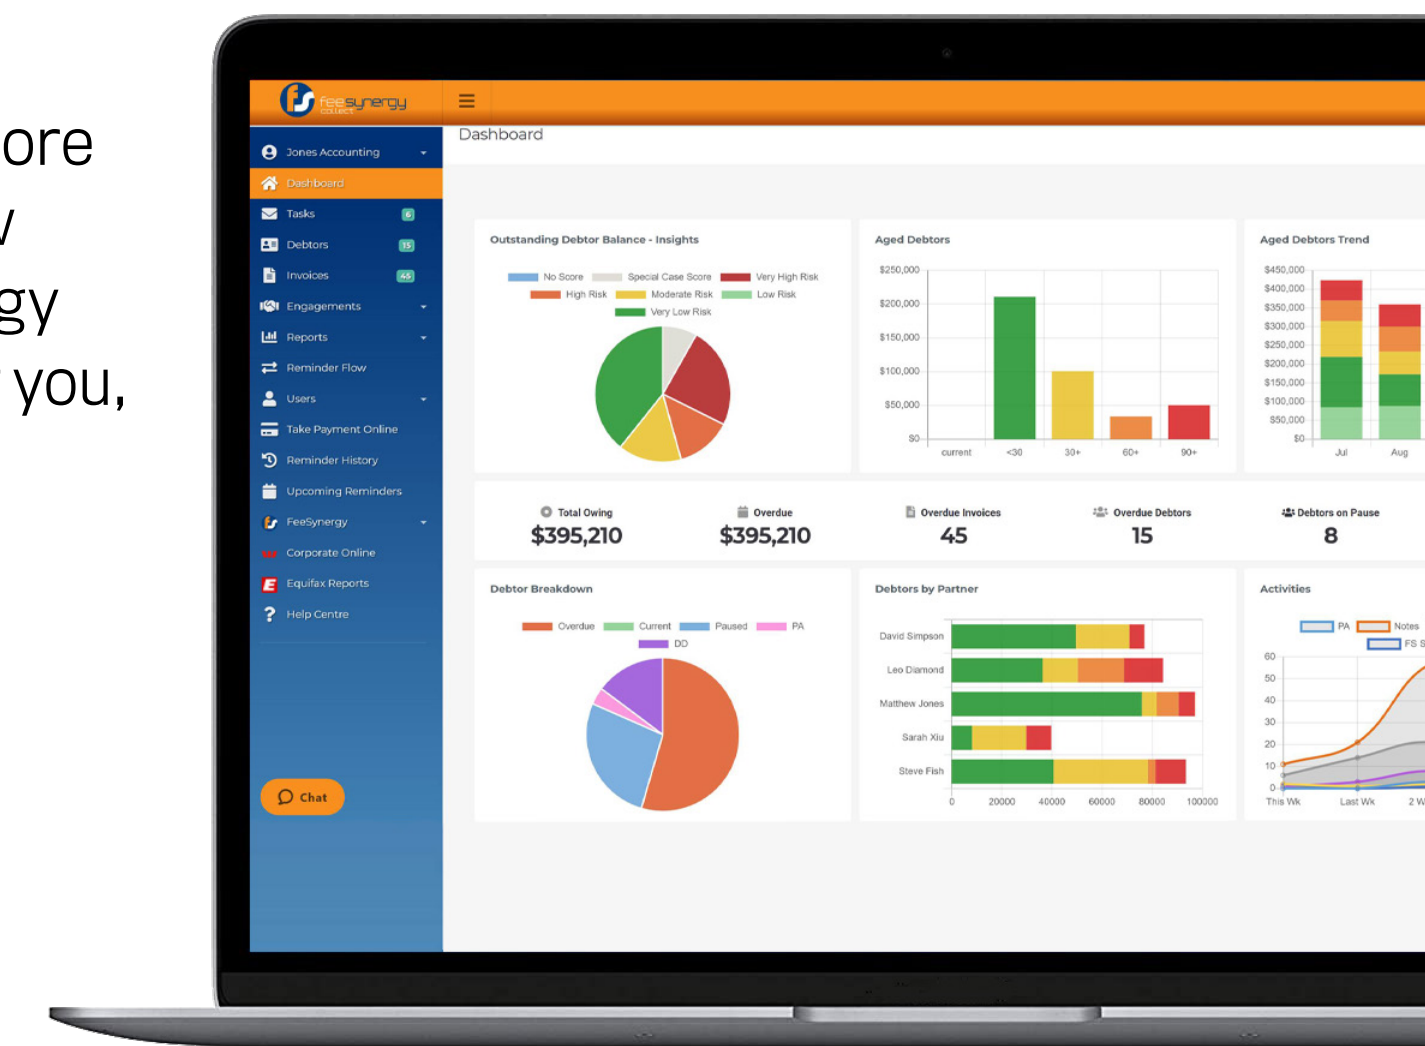 ore
gy
you,
feesynergy
collect
Jones Accounting
Dashboard
Tasks 6
Debtors 15
Invoices 45
Engagements
Reports
Reminder Flow
Users
Take Payment Online
Reminder History
Upcoming Reminders
FeeSynergy
Corporate Online
Equifax Reports
? Help Centre
Chat
Dashboard
Outstanding Debtor Balance - Insights
No Score Special Case Score Very High Risk
High Risk Moderate Risk Low Risk
Very Low Risk
Aged Debtors
$250,000
$200,000
$150,000
$100,000
$50,000
$0
current <30 30+ 60+ 90+
Aged Debtors Trend
$450,000
$400,000
$350,000
$300,000
$250,000
$200,000
$150,000
$100,000
$50,000
$0
Jul Aug
Total Owing
$395,210
Overdue
$395,210
Overdue Invoices
45
Overdue Debtors
15
Debtors on Pause
8
Debtor Breakdown
Overdue Current Paused PA
DD
Debtors by Partner
David Simpson
Leo Diamond
Matthew Jones
Sarah Xiu
Steve Fish
0 20000 40000 60000 80000 100000
Activities
PA Notes
FS S
60
50
40
30
20
10
0
This Wk Last Wk 2 W